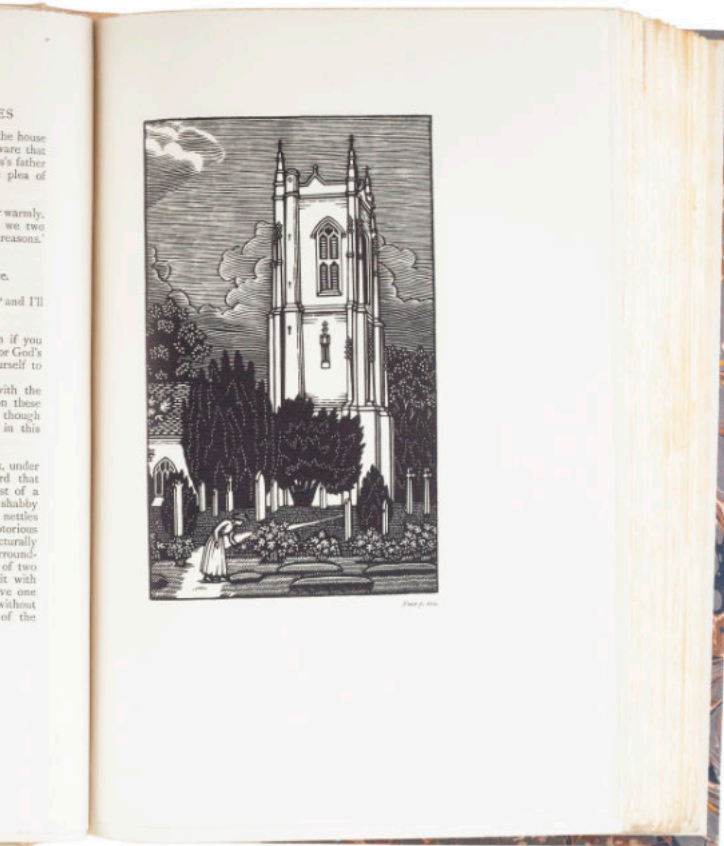 ES
he house
ware that
s's father
plea of
warmly.
we two
reasons.'
e.
and I'll
n if you
or God's
urself to
with the
n these
though
in this
, under
rd that
st of a
shabby
nettles
otorious
cturally
rround-
of two
it with
ve one
without
of the
Face p.